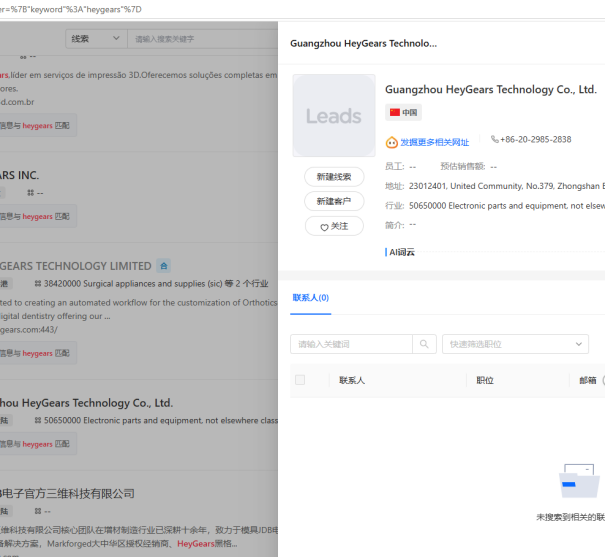 er=%7B"keyword"%3A"heygears"%7D
线索
请输入搜索关键字
rs,líder em serviços de impressão 3D.Oferecemos soluções completas em
ores.
d.com.br
信息与 heygears 匹配
ARS INC.
--
信息与 heygears 匹配
GEARS TECHNOLOGY LIMITED
港
38420000 Surgical appliances and supplies (sic) 等 2 个行业
ted to creating an automated workflow for the customization of Orthotics
igital dentistry offering our ...
gears.com:443/
信息与 heygears 匹配
hou HeyGears Technology Co., Ltd.
陆
50650000 Electronic parts and equipment, not elsewhere class
信息与 heygears 匹配
电子官方三维科技有限公司
陆
--
维科技有限公司核心团队在增材制造行业已深耕十余年，致力于模具JDB电
备解决方案，Markforged大中华区授权经销商，HeyGears黑格...
Guangzhou HeyGears Technolo...
Leads
Guangzhou HeyGears Technology Co., Ltd.
中国
发掘更多相关网址
+86-20-2985-2838
新建线索
新建客户
关注
员工: --
预估销售额: --
地址: 23012401, United Community, No.379, Zhongshan E
行业: 50650000 Electronic parts and equipment, not elsew
简介: --
AI词云
联系人(0)
请输入关键词
快速筛选职位
联系人
职位
邮箱
未搜索到相关的联